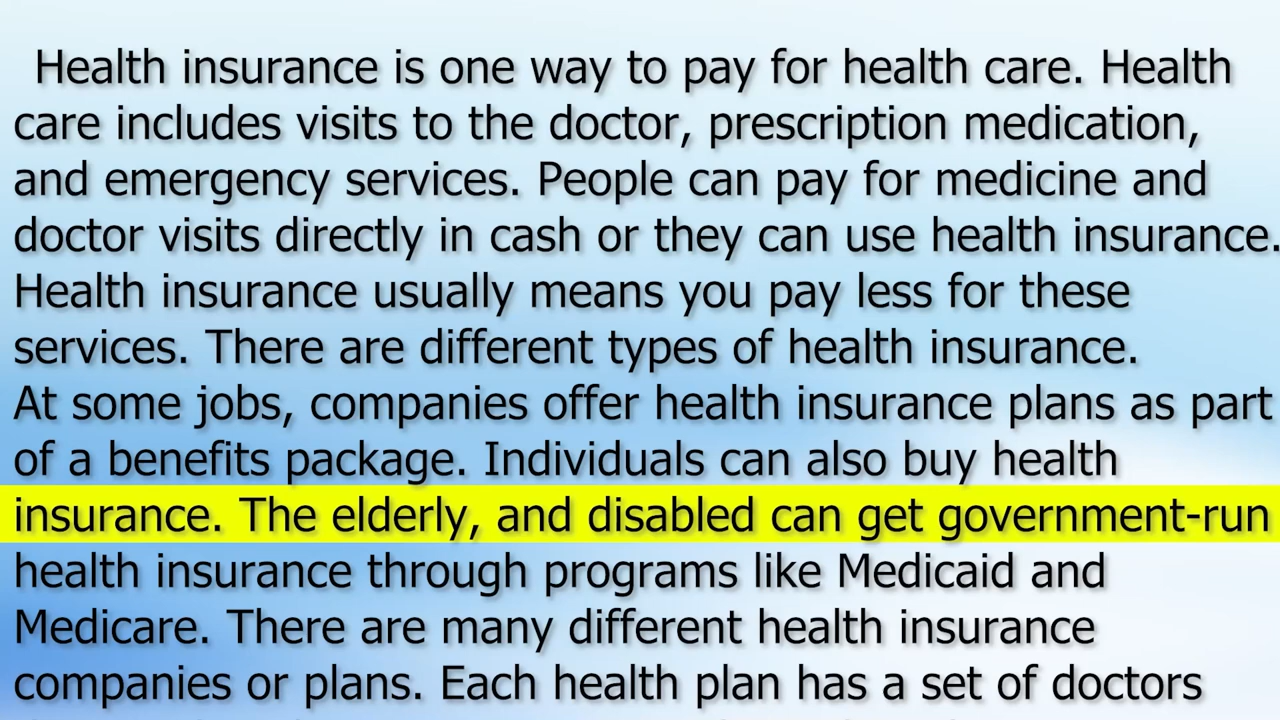 Health insurance is one way to pay for health care. Health
care includes visits to the doctor, prescription medication,
and emergency services. People can pay for medicine and
doctor visits directly in cash or they can use health insurance.
Health insurance usually means you pay less for these
services. There are different types of health insurance.
At some jobs, companies offer health insurance plans as part
of a benefits package. Individuals can also buy health
insurance. The elderly, and disabled can get government-run
health insurance through programs like Medicaid and
Medicare. There are many different health insurance
companies or plans. Each health plan has a set of doctors